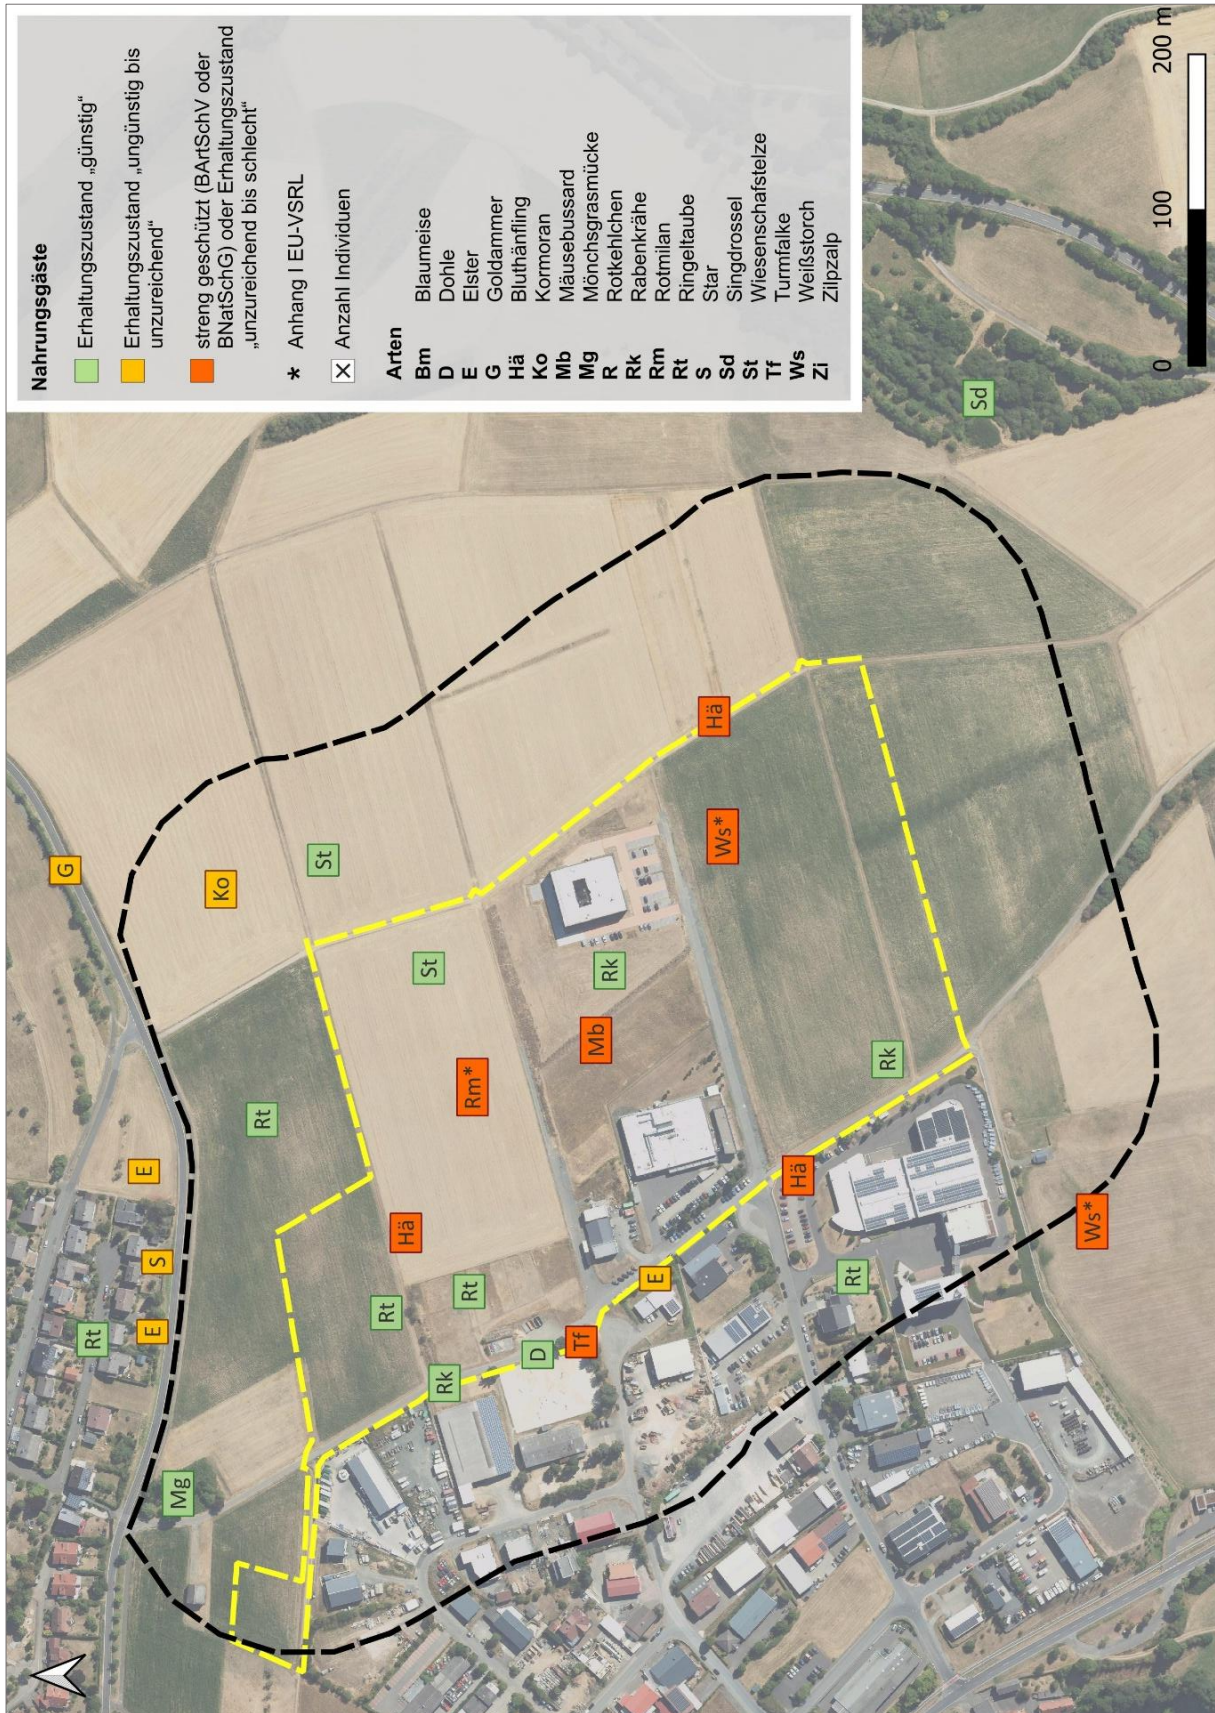 Nahrungsgäste
Erhaltungszustand „günstig“
Erhaltungszustand „ungünstig bis
unzureichend“
streng geschützt (BArtSchV oder
BNatSchG) oder Erhaltungszustand
„unzureichend bis schlecht“
* Anhang I EU-VSRL
X Anzahl Individuen
Arten
Bm Blaumeise
D Dohle
E Elster
G Goldammer
Hä Bluthänfling
Ko Kormoran
Mb Mäusebussard
Mg Mönchsgrasmücke
R Rotkehlchen
Rk Rabenkrähe
Rm Rotmilan
Rt Ringeltaube
S Star
Sd Singdrossel
St Wiesenschafstelze
Tf Turmfalke
Ws Weißstorch
Zi Zilpzalp
0 100 200 m
G
Rt
E
S
E
Mg
Ko
Rt
St
Hä
Rt
St
Rk
Rt
Rm*
D
Tf
Mb
Rk
E
Hä
Ws*
Hä
Rt
Rk
Sd
Ws*